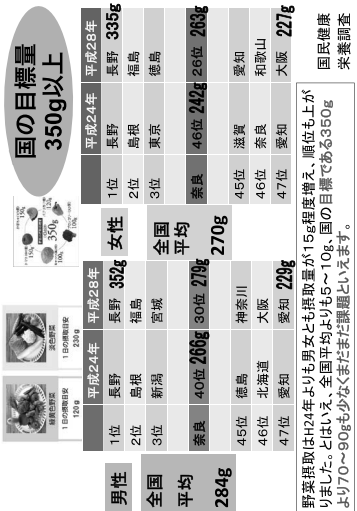 国の目標量
350g以上
緑黄色野菜
1日の摂取目安
120g
淡色野菜
1日の摂取目安
230g
350g
男性
全国
平均
284g
平成24年 平成28年
1位 長野 長野 352g
2位 島根 福島
3位 新潟 宮城
奈良 40位 266g 30位 279g
45位 徳島 神奈川
46位 北海道 大阪
47位 愛知 愛知 229g
女性
全国
平均
270g
平成24年 平成28年
1位 長野 長野 335g
2位 島根 福島
3位 東京 徳島
奈良 46位 242g 26位 263g
45位 滋賀 愛知
46位 奈良 和歌山
47位 愛知 大阪 227g
野菜摂取はH24年よりも男女とも摂取量が15g程度増え、順位も上が
りました。とはいえ、全国平均よりも5～10g、国の目標である350g
より70～90gも少なくまだまだ課題といえます。
国民健康
栄養調査